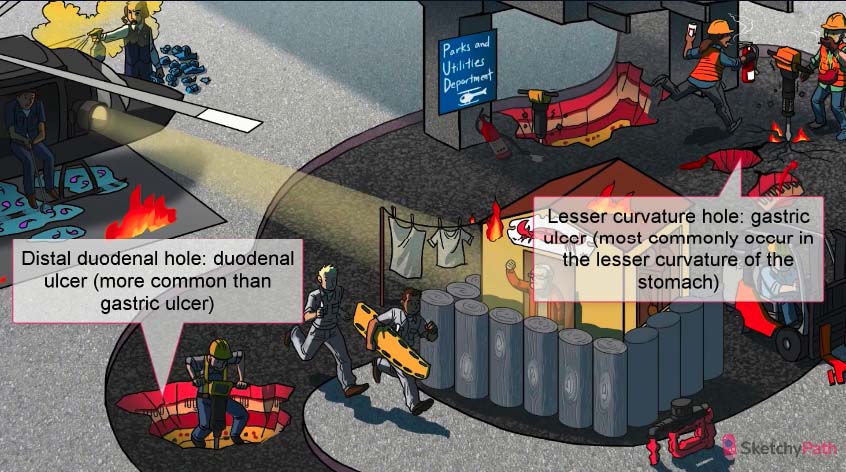 Parks and
Utilities
Department
Lesser curvature hole: gastric
ulcer (most commonly occur in
the lesser curvature of the
stomach)
Distal duodenal hole: duodenal
ulcer (more common than
gastric ulcer)
SketchyPath